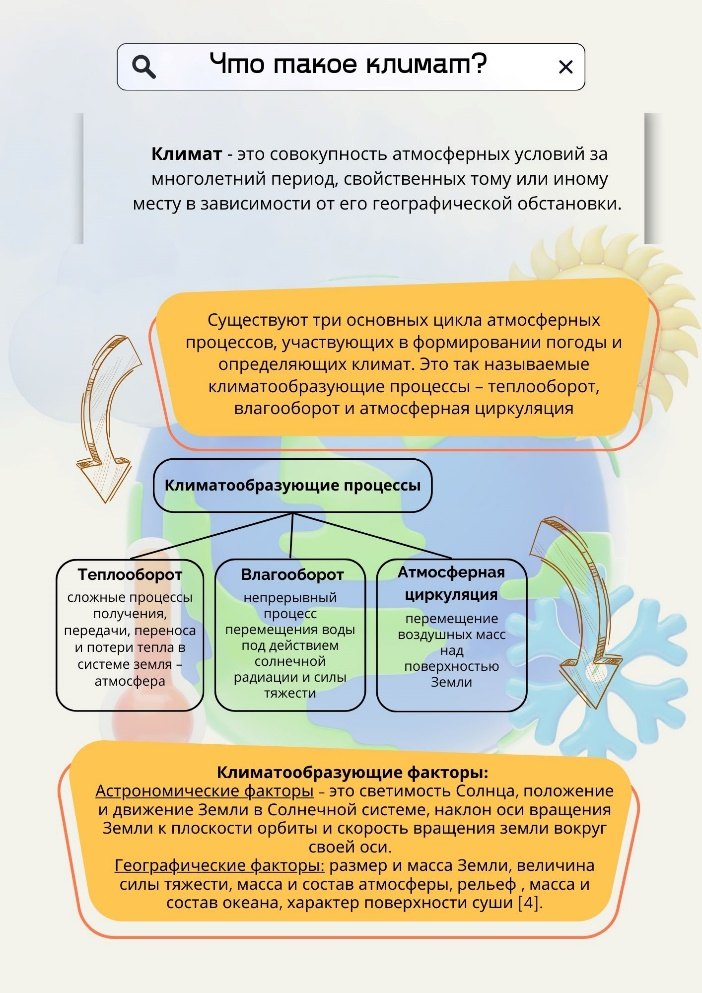 Что такое климат?
Климат - это совокупность атмосферных условий за
многолетний период, свойственных тому или иному
месту в зависимости от его географической обстановки.
Существуют три основных цикла атмосферных
процессов, участвующих в формировании погоды и
определяющих климат. Это так называемые
климатообразующие процессы – теплооборот,
влагооборот и атмосферная циркуляция
Климатообразующие процессы
Теплооборот
сложные процессы
получения,
передачи, переноса
и потери тепла в
системе земля –
атмосфера
Влагооборот
непрерывный
процесс
перемещения воды
под действием
солнечной
радиации и силы
тяжести
Атмосферная
циркуляция
перемещение
воздушных масс
над
поверхностью
Земли
Климатообразующие факторы:
Астрономические факторы – это светимость Солнца, положение
и движение Земли в Солнечной системе, наклон оси вращения
Земли к плоскости орбиты и скорость вращения земли вокруг
своей оси.
Географические факторы: размер и масса Земли, величина
силы тяжести, масса и состав атмосферы, рельеф , масса и
состав океана, характер поверхности суши [4].